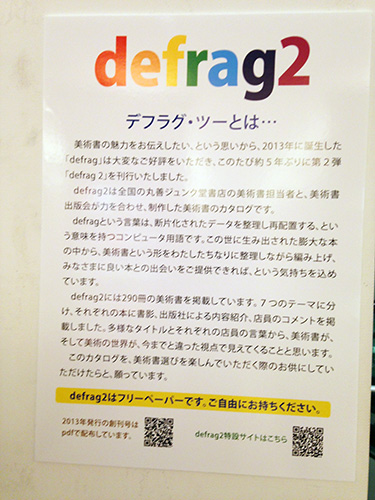 defrag2
デフラグ・ツーとは…
美術書の魅力をお伝えしたい、という思いから、2013年に誕生した
「defrag」は大変なご好評をいただき、このたび約5年ぶりに第2弾
「defrag 2」を刊行いたしました。
defrag2は全国の丸善ジュンク堂書店の美術書担当者と、美術書
出版会が力を合わせ、制作した美術書のカタログです。
defragという言葉は、断片化されたデータを整理し再配置する、とい
う意味を持つコンピュータ用語です。この世に生み出された膨大な本
の中から、美術書という形をわたしたちなりに整理しながら編み上げ、
みなさまに良い本との出会いをご提供できれば、という気持ちを込め
ています。
defrag2には290冊の美術書を掲載しています。7つのテーマに分
け、それぞれの本に書影、出版社による内容紹介、店員のコメントを掲
載しました。多様なタイトルとそれぞれの店員の言葉から、美術書が、
そして美術の世界が、今までと違った視点で見えてくることと思います。
このカタログを、美術書選びを楽しんでいただく際のお供にしてい
ただけたらと、願っています。
defrag2はフリーペーパーです。ご自由にお持ちください。
2013年発行の創刊号は
pdfで配布しています。
defrag2特設サイトはこちら